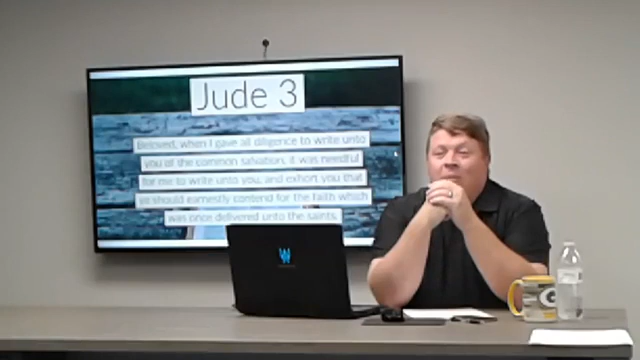 Jude 3
Beloved, when I gave all diligence to write unto
you of the common salvation, it was needful
for me to write unto you, and exhort you that
ye should earnestly contend for the faith which
was once delivered unto the saints.
W
G